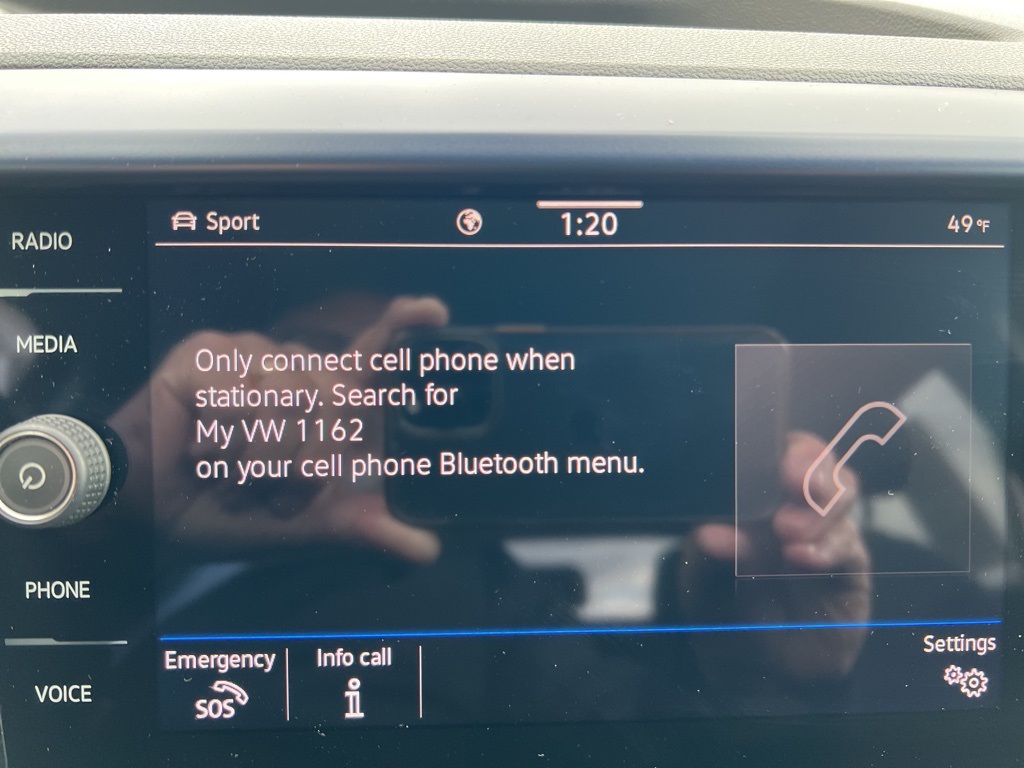 Sport 1:20 49°F
RADIO
MEDIA
Only connect cell phone when
stationary. Search for
My VW 1162
on your cell phone Bluetooth menu.
PHONE
VOICE
Emergency
SOS
Info call
i
Settings